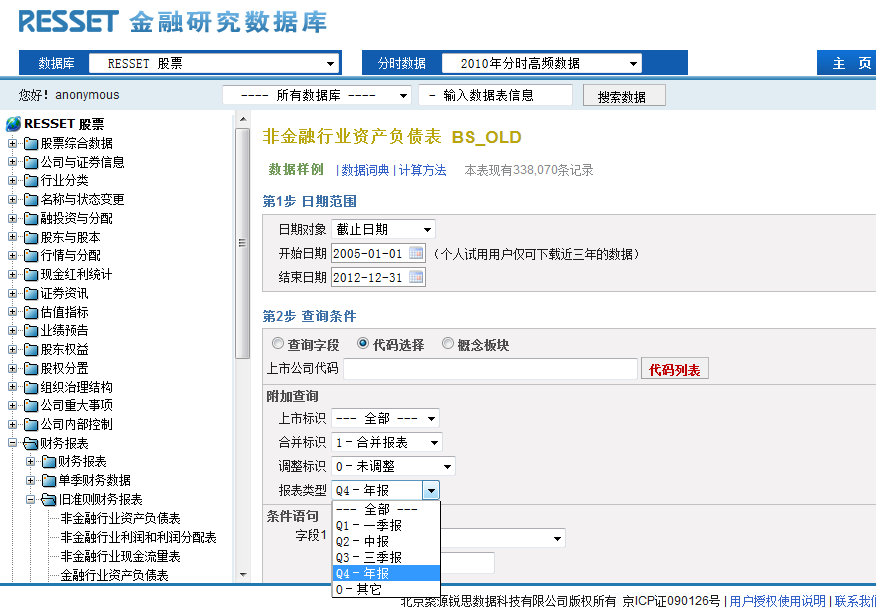 RESSET 金融研究数据库
数据库 RESSET 股票 分时数据 2010年分时高频数据 主 页
您好！anonymous ---- 所有数据库 ---- - 输入数据表信息 搜索数据
RESSET 股票
股票综合数据
公司与证券信息
行业分类
名称与状态变更
融投资与分配
股东与股本
行情与分配
现金红利统计
证券资讯
估值指标
业绩预告
股东权益
股权分置
组织治理结构
公司重大事项
公司内部控制
财务报表
财务报表
单季财务数据
旧准则财务报表
非金融行业资产负债表
非金融行业利润和利润分配表
非金融行业现金流量表
金融行业资产负债表
非金融行业资产负债表 BS_OLD
数据样例 | 数据词典 | 计算方法 本表现有338,070条记录
第1步 日期范围
日期对象 截止日期
开始日期 2005-01-01 （个人试用用户仅可下载近三年的数据）
结束日期 2012-12-31
第2步 查询条件
查询字段 代码选择 概念板块
上市公司代码 代码列表
附加查询
上市标识 --- 全部 ---
合并标识 1 - 合并报表
调整标识 0 - 未调整
报表类型 Q4 - 年报
--- 全部 ---
Q1 - 一季报
Q2 - 中报
Q3 - 三季报
Q4 - 年报
O - 其它
条件语句
字段1
北京聚源锐思数据科技有限公司版权所有 京ICP证090126号 | 用户授权使用说明 | 联系我们